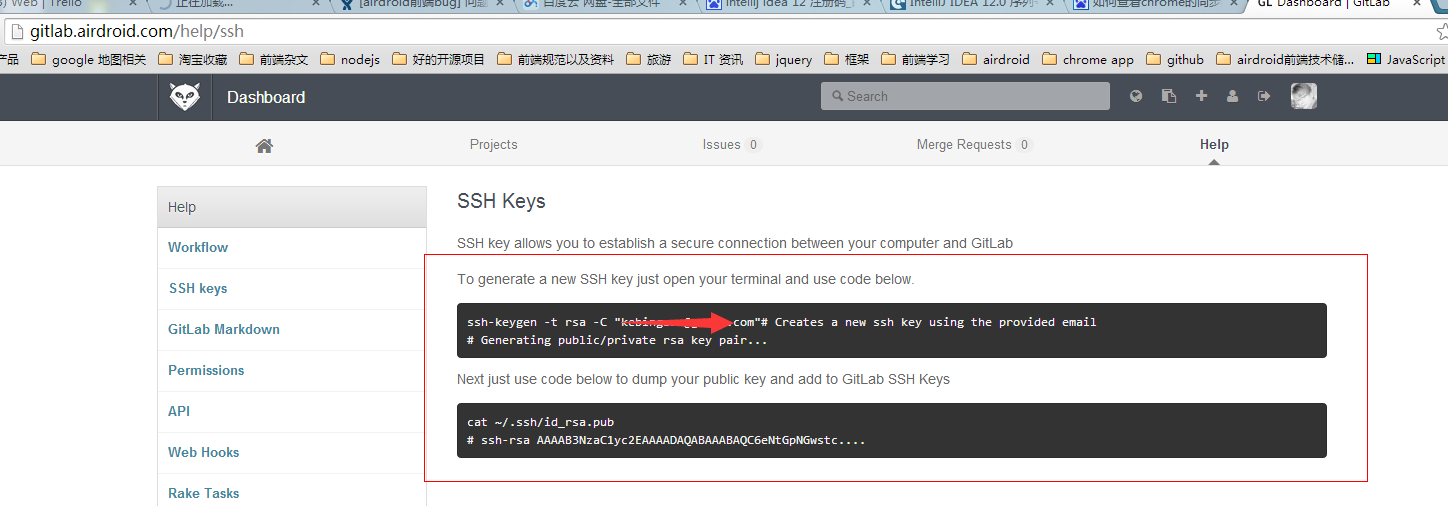 Web | Trello
正在加载...
[airdroid前端bug] 问题
百度云 网盘-全部文件
Intellij Idea 12 注册码_
IntelliJ IDEA 12.0 序列
如何查看chrome的同步
GL Dashboard | GitLab
gitlab.airdroid.com/help/ssh
产品 google 地图相关 淘宝收藏 前端杂文 nodejs 好的开源项目 前端规范以及资料 旅游 IT 资讯 jquery 框架 前端学习 airdroid chrome app github airdroid前端技术储... JavaScript
Dashboard
Search
Projects
Issues 0
Merge Requests 0
Help
Help
Workflow
SSH keys
GitLab Markdown
Permissions
API
Web Hooks
Rake Tasks
SSH Keys
SSH key allows you to establish a secure connection between your computer and GitLab
To generate a new SSH key just open your terminal and use code below.
ssh-keygen -t rsa -C " .com"# Creates a new ssh key using the provided email
# Generating public/private rsa key pair...
Next just use code below to dump your public key and add to GitLab SSH Keys
cat ~/.ssh/id_rsa.pub
# ssh-rsa AAAAB3NzaC1yc2EAAAADAQABAAABAQC6eNtGpNGwstc....